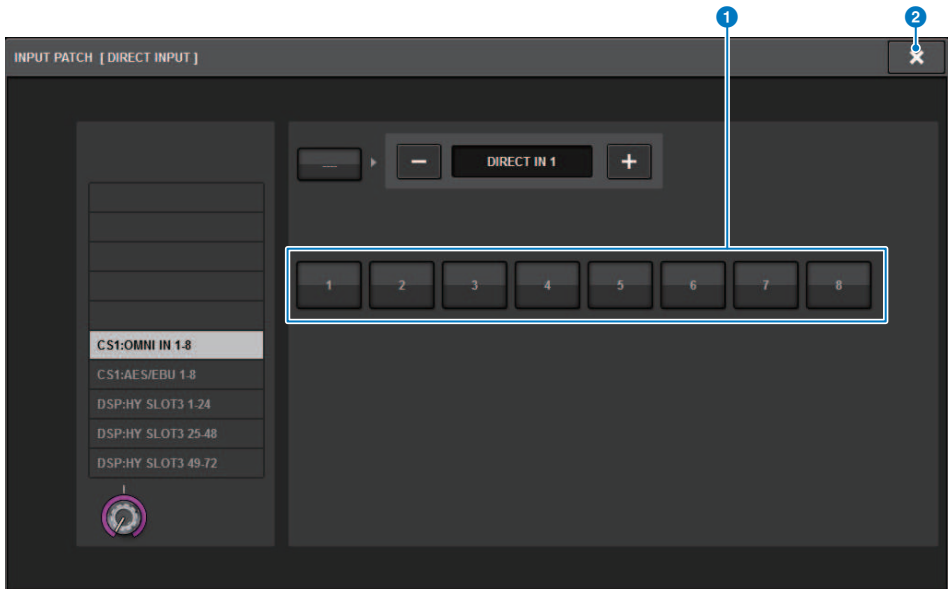 1
2
INPUT PATCH [ DIRECT INPUT ]
DIRECT IN 1
1 2 3 4 5 6 7 8
CS1:OMNI IN 1-8
CS1:AES/EBU 1-8
DSP:HY SLOT3 1-24
DSP:HY SLOT3 25-48
DSP:HY SLOT3 49-72